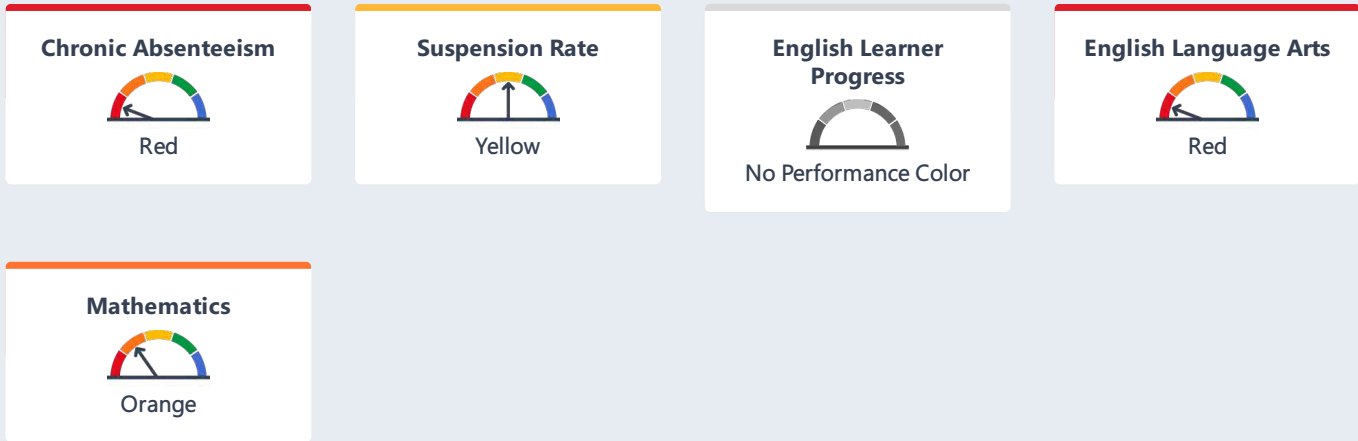 Chronic Absenteeism
Red
Suspension Rate
Yellow
English Learner
Progress
No Performance Color
English Language Arts
Red
Mathematics
Orange